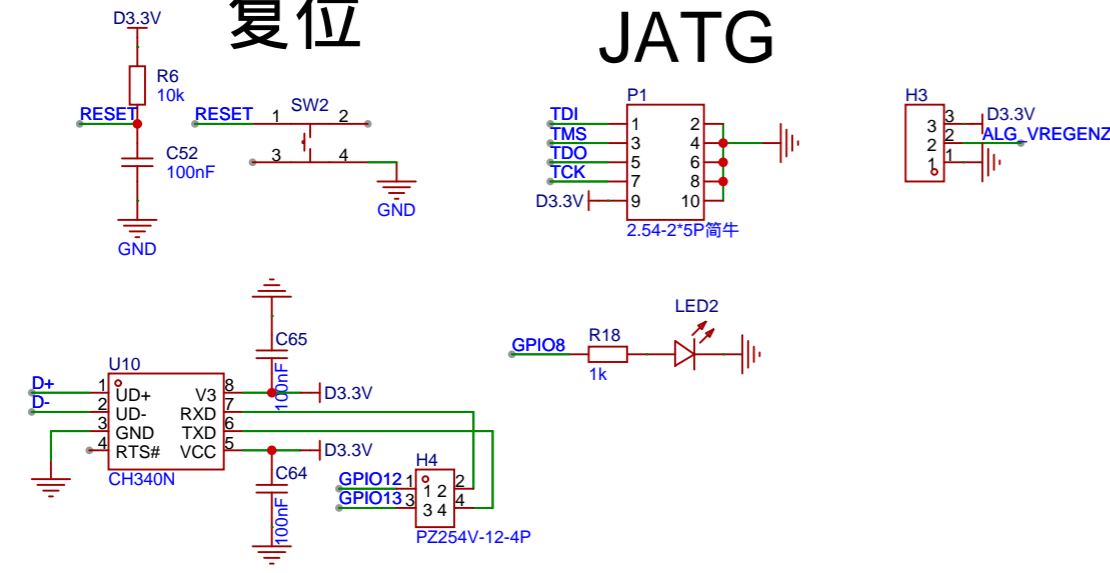 复位
JATG
D3.3V
R6
10k
RESET
C52
100nF
GND
RESET
1
SW2
2
3
4
GND
P1
TDI
1
2
TMS
3
4
TDO
5
6
TCK
7
8
D3.3V
9
10
2.54-2*5P简牛
H3
3
3
D3.3V
2
2
ALG_VREGENZ
1
1
C65
100nF
U10
D+
1
UD+
V3
8
D3.3V
D-
2
UD-
RXD
7
3
GND
TXD
6
4
RTS#
VCC
5
D3.3V
CH340N
C64
100nF
H4
GPIO12
1
1
2
2
GPIO13
3
3
4
4
PZ254V-12-4P
GPIO8
R18
1k
LED2